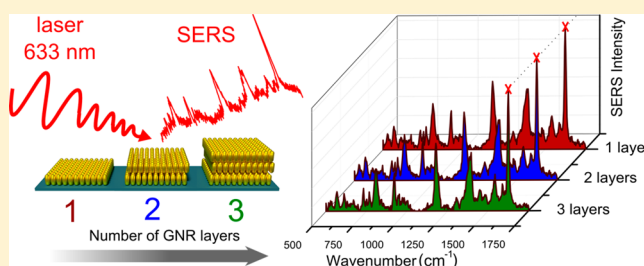 laser
633 nm
SERS
1
2
3
Number of GNR layers
SERS Intensity
1 layer
2 layers
3 layers
500
750
1000
1250
1500
1750
Wavenumber (cm⁻¹)
X
X
X